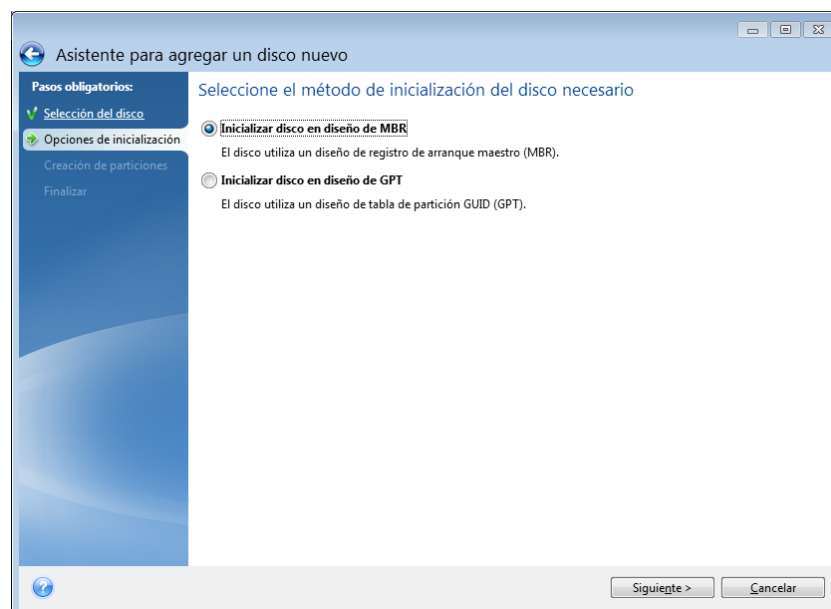 Asistente para agregar un disco nuevo
Pasos obligatorios:
Selección del disco
Opciones de inicialización
Creación de particiones
Finalizar
Seleccione el método de inicialización del disco necesario
Inicializar disco en diseño de MBR
El disco utiliza un diseño de registro de arranque maestro (MBR).
Inicializar disco en diseño de GPT
El disco utiliza un diseño de tabla de partición GUID (GPT).
Siguiente >
Cancelar